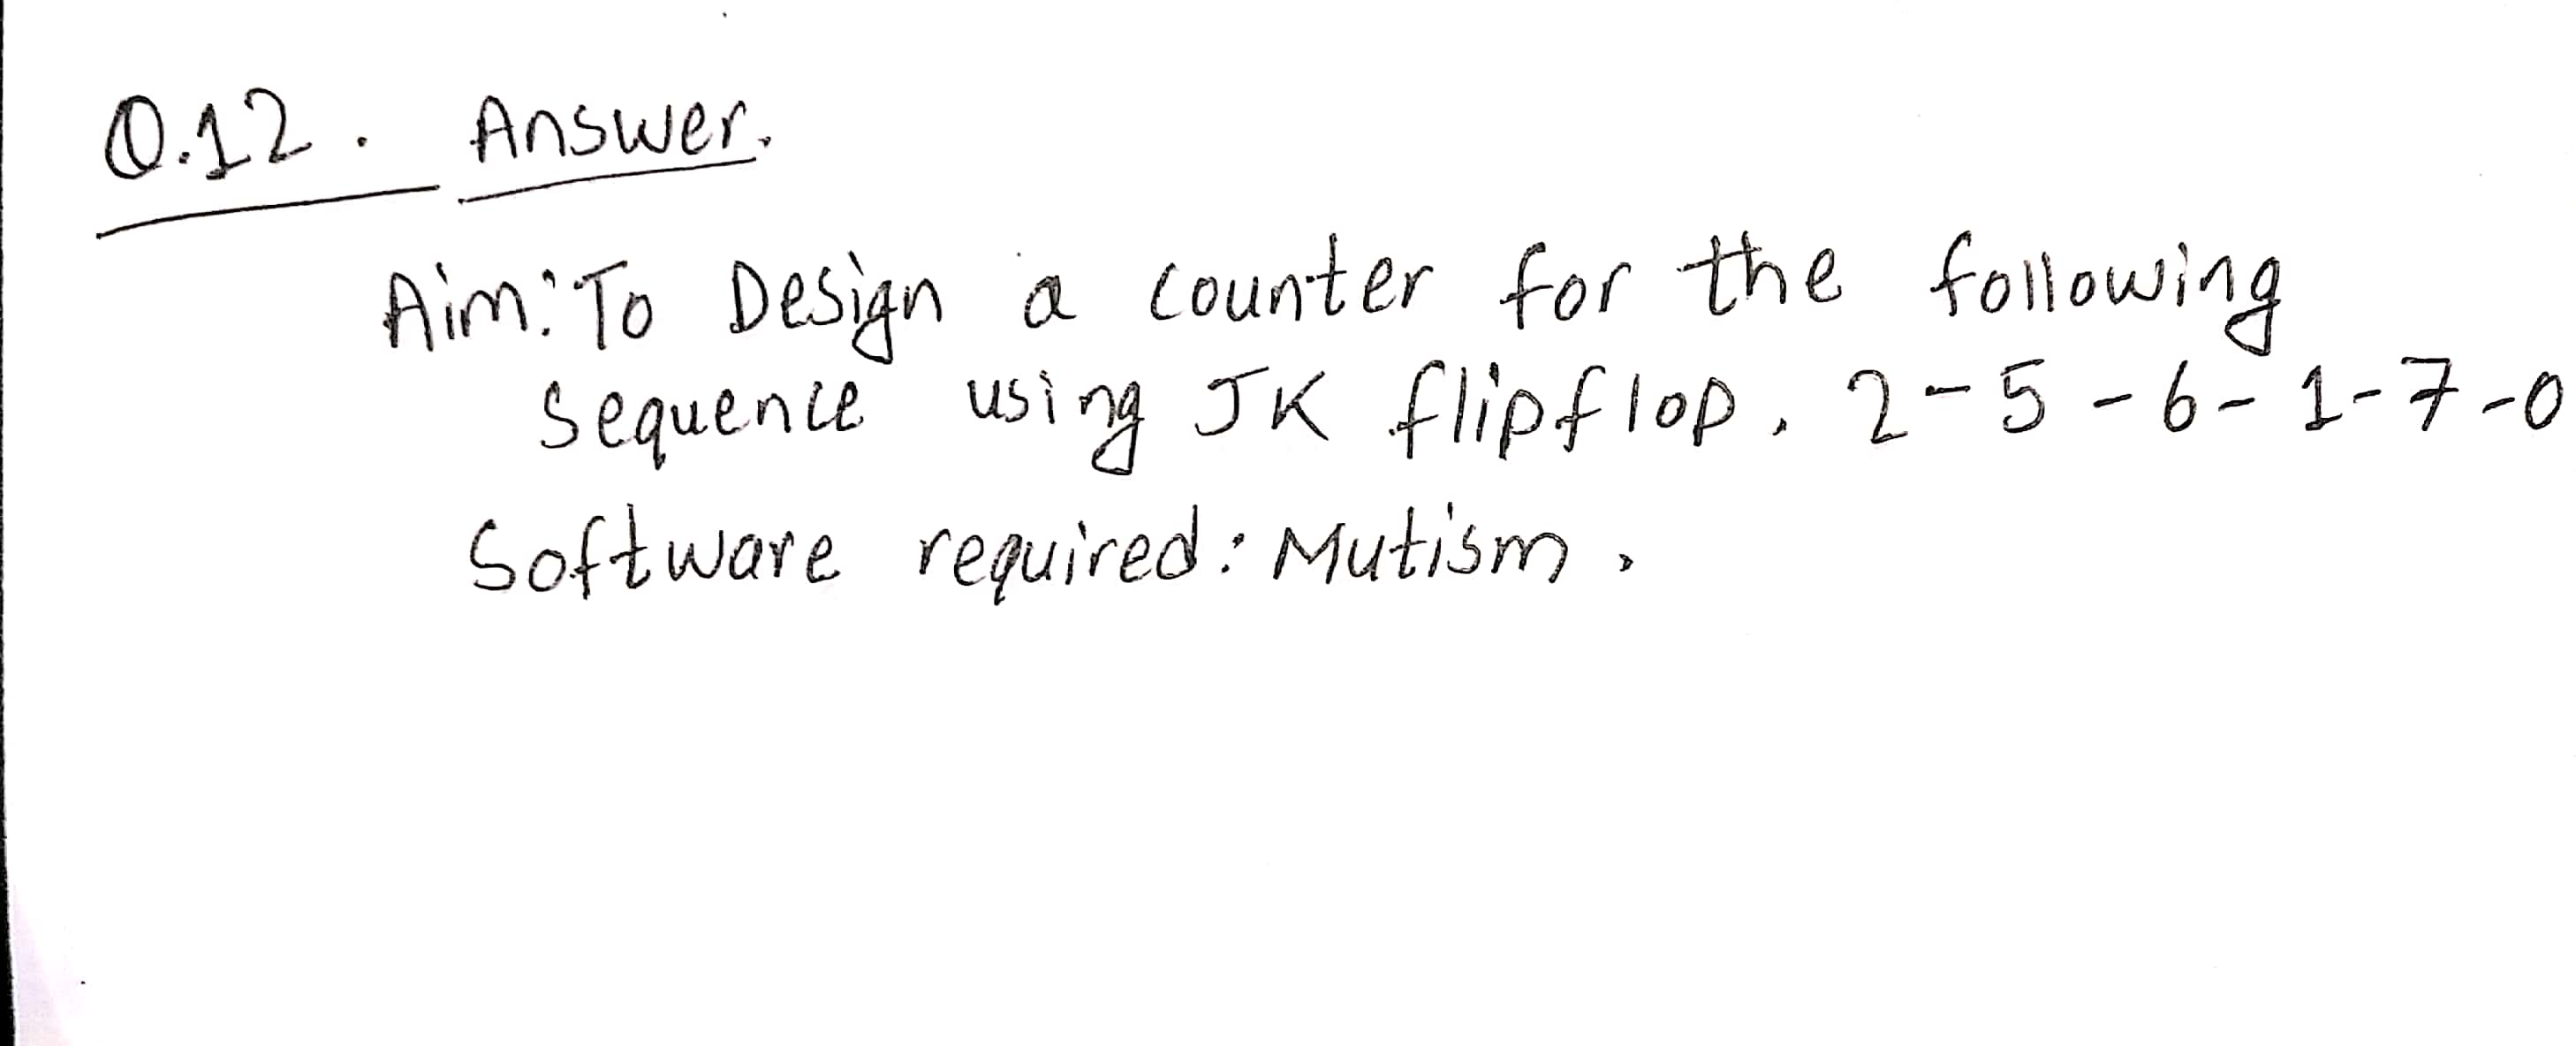 Q.12. Answer.
Aim: To Design a counter for the following
sequence using JK flipflop. 2-5-6-1-7-0
Software required: Mutism.